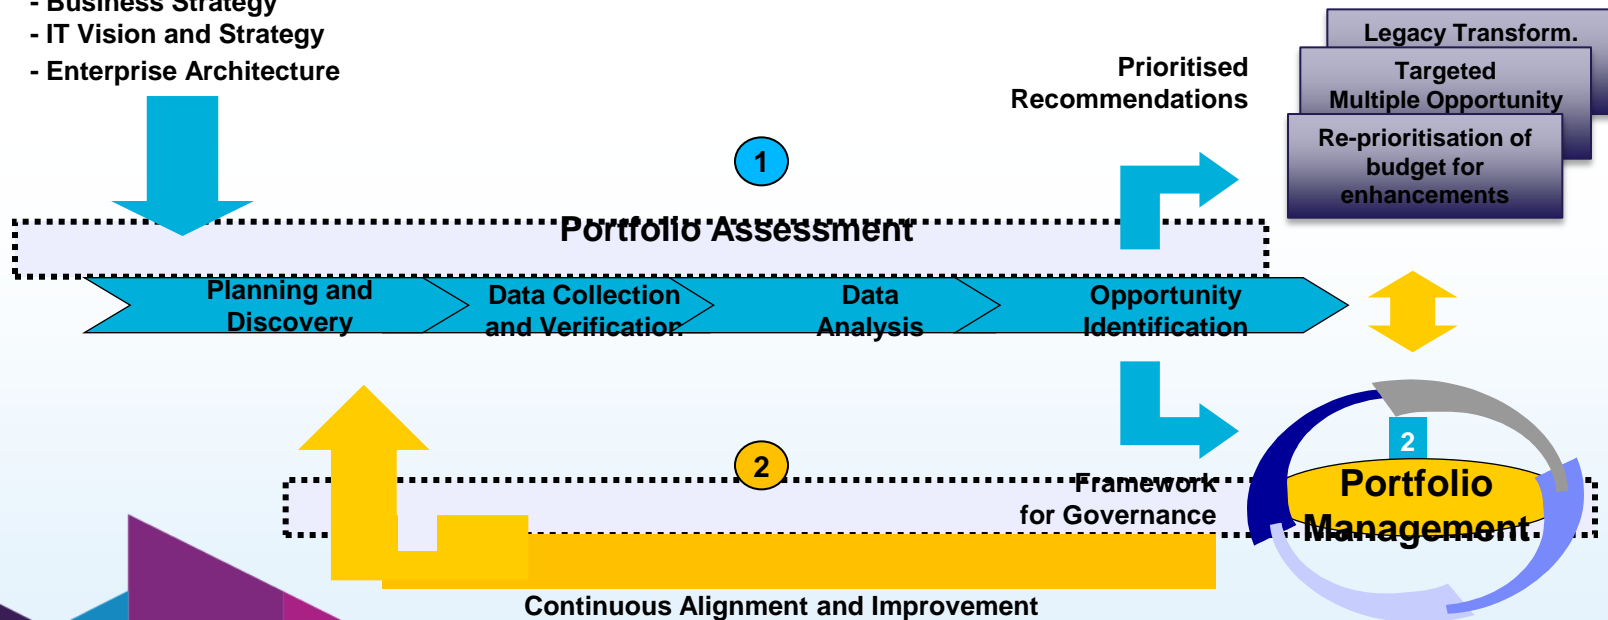 - Business Strategy
- IT Vision and Strategy
- Enterprise Architecture
Prioritised
Recommendations
Legacy Transform.
Targeted
Multiple Opportunity
Re-prioritisation of
budget for
enhancements
1
Portfolio Assessment
Planning and
Discovery
Data Collection
and Verification
Data
Analysis
Opportunity
Identification
2
Framework
for Governance
2
Portfolio
Management
Continuous Alignment and Improvement